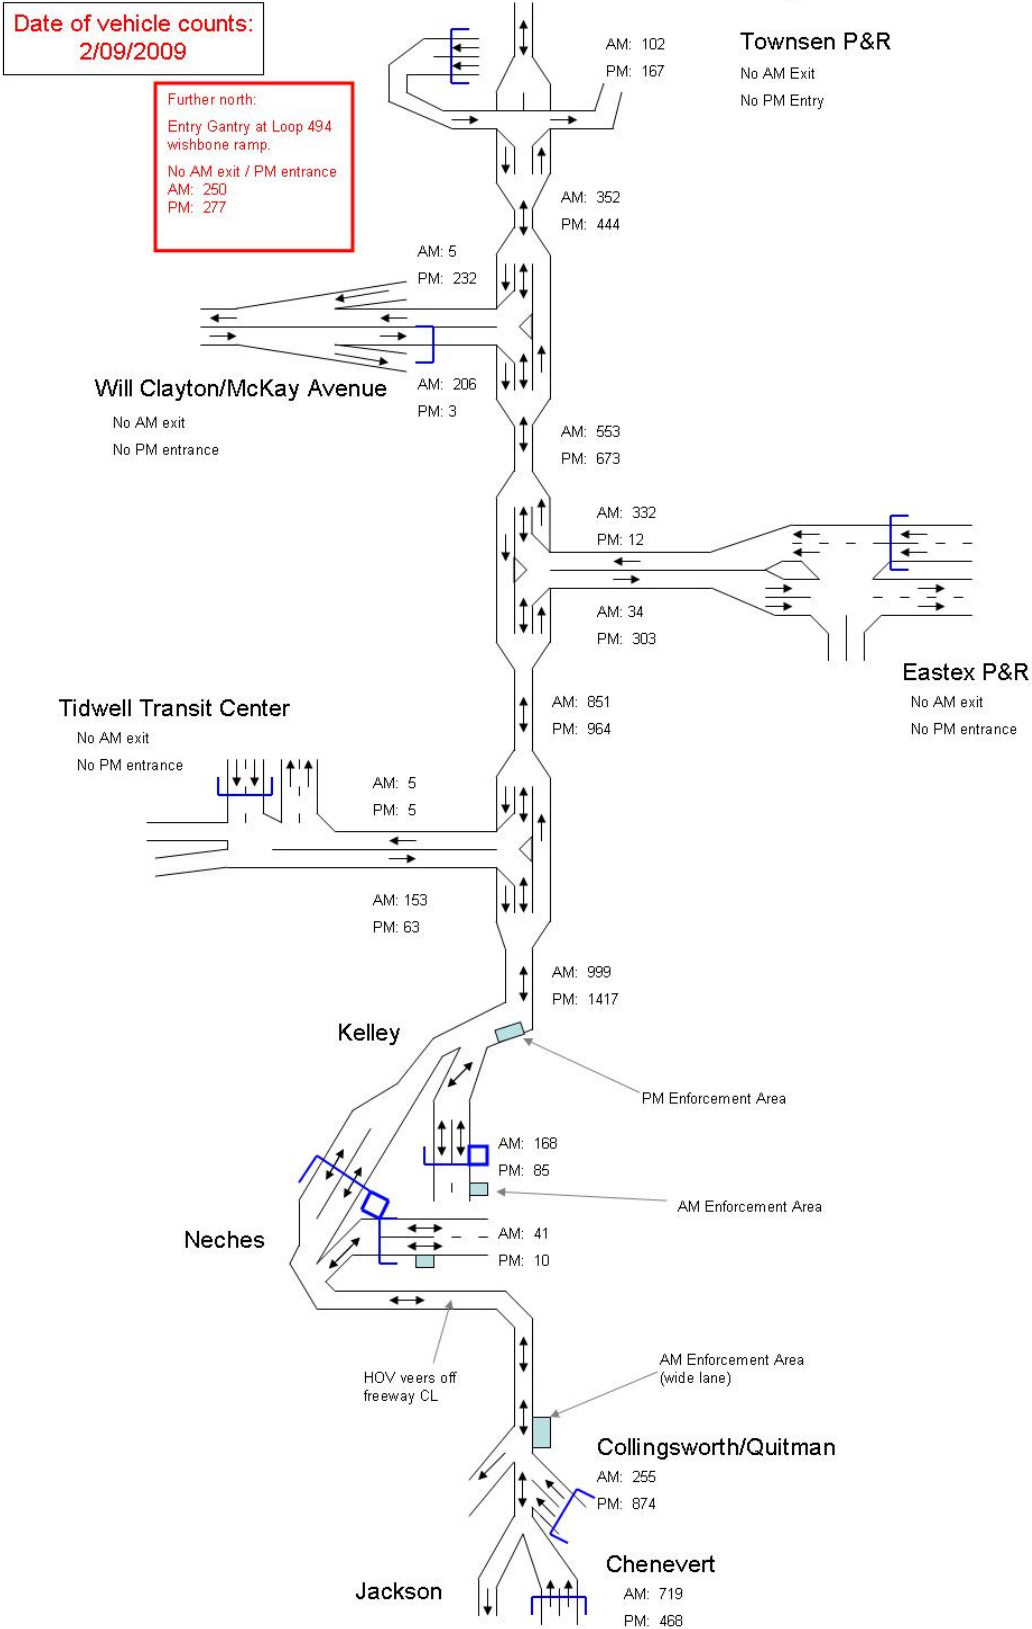 Date of vehicle counts:
2/09/2009
Further north:
Entry Gantry at Loop 494
wishbone ramp.
No AM exit / PM entrance
AM: 250
PM: 277
AM: 102
PM: 167
Townsen P&R
No AM Exit
No PM Entry
AM: 352
PM: 444
AM: 5
PM: 232
Will Clayton/McKay Avenue
No AM exit
No PM entrance
AM: 206
PM: 3
AM: 553
PM: 673
AM: 332
PM: 12
AM: 34
PM: 303
Eastex P&R
No AM exit
No PM entrance
AM: 851
PM: 964
Tidwell Transit Center
No AM exit
No PM entrance
AM: 5
PM: 5
AM: 153
PM: 63
AM: 999
PM: 1417
Kelley
PM Enforcement Area
AM: 168
PM: 85
AM Enforcement Area
Neches
AM: 41
PM: 10
HOV veers off
freeway CL
AM Enforcement Area
(wide lane)
Collingsworth/Quitman
AM: 255
PM: 874
Jackson
Chenevert
AM: 719
PM: 468